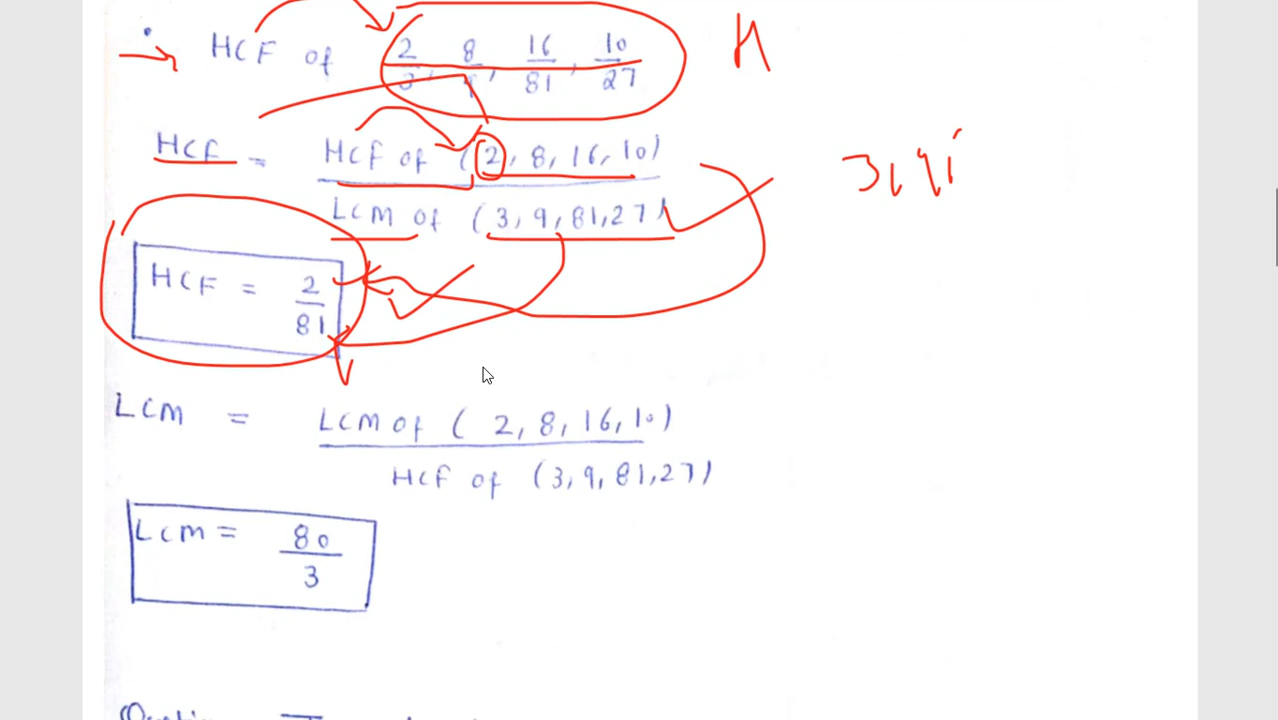 HCF of 2/3, 8/9, 16/81, 10/27 H
HCF = HCF of (2, 8, 16, 10) / LCM of (3, 9, 81, 27)
3, 9,
HCF = 2/81
LCM = LCM of (2, 8, 16, 10) / HCF of (3, 9, 81, 27)
LCM = 80/3